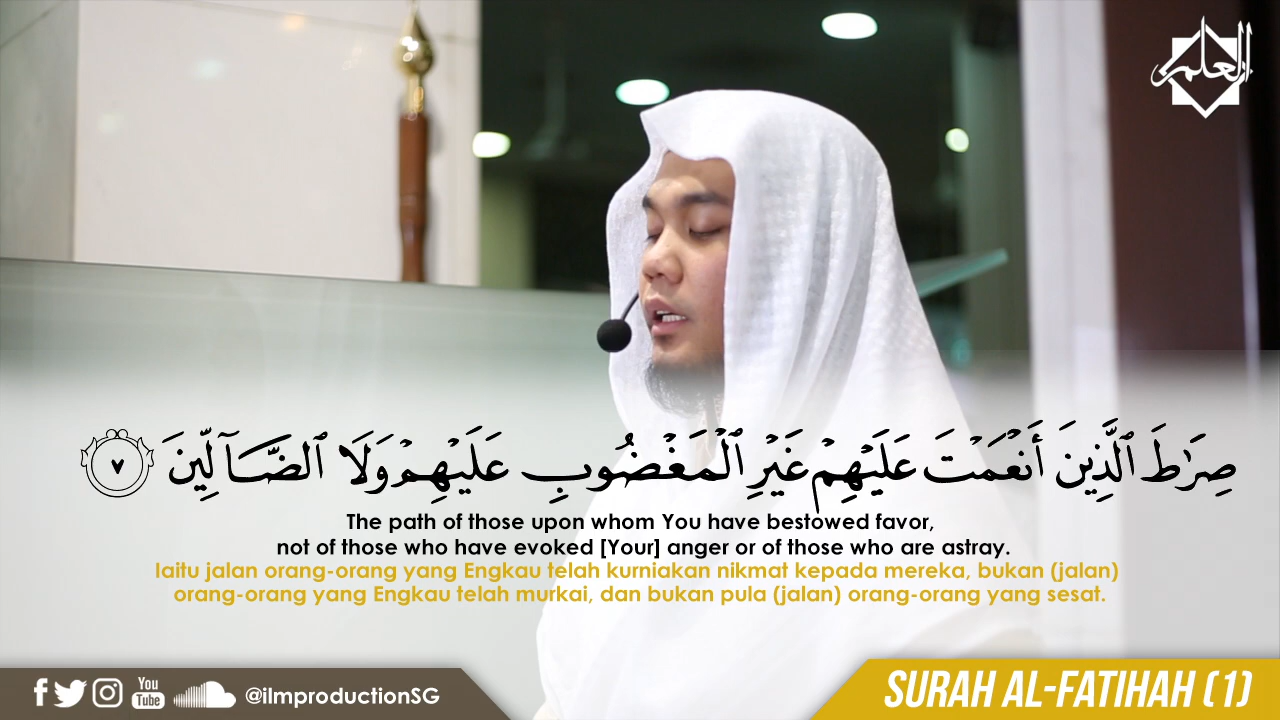 العلم
صِرَٰطَ ٱلَّذِينَ أَنْعَمْتَ عَلَيْهِمْ غَيْرِ ٱلْمَغْضُوبِ عَلَيْهِمْ وَلَا ٱلضَّآلِّينَ ٧
The path of those upon whom You have bestowed favor,
not of those who have evoked [Your] anger or of those who are astray.
Iaitu jalan orang-orang yang Engkau telah kurniakan nikmat kepada mereka, bukan (jalan)
orang-orang yang Engkau telah murkai, dan bukan pula (jalan) orang-orang yang sesat.
You Tube @ilmproductionSG
SURAH AL-FATIHAH (1)